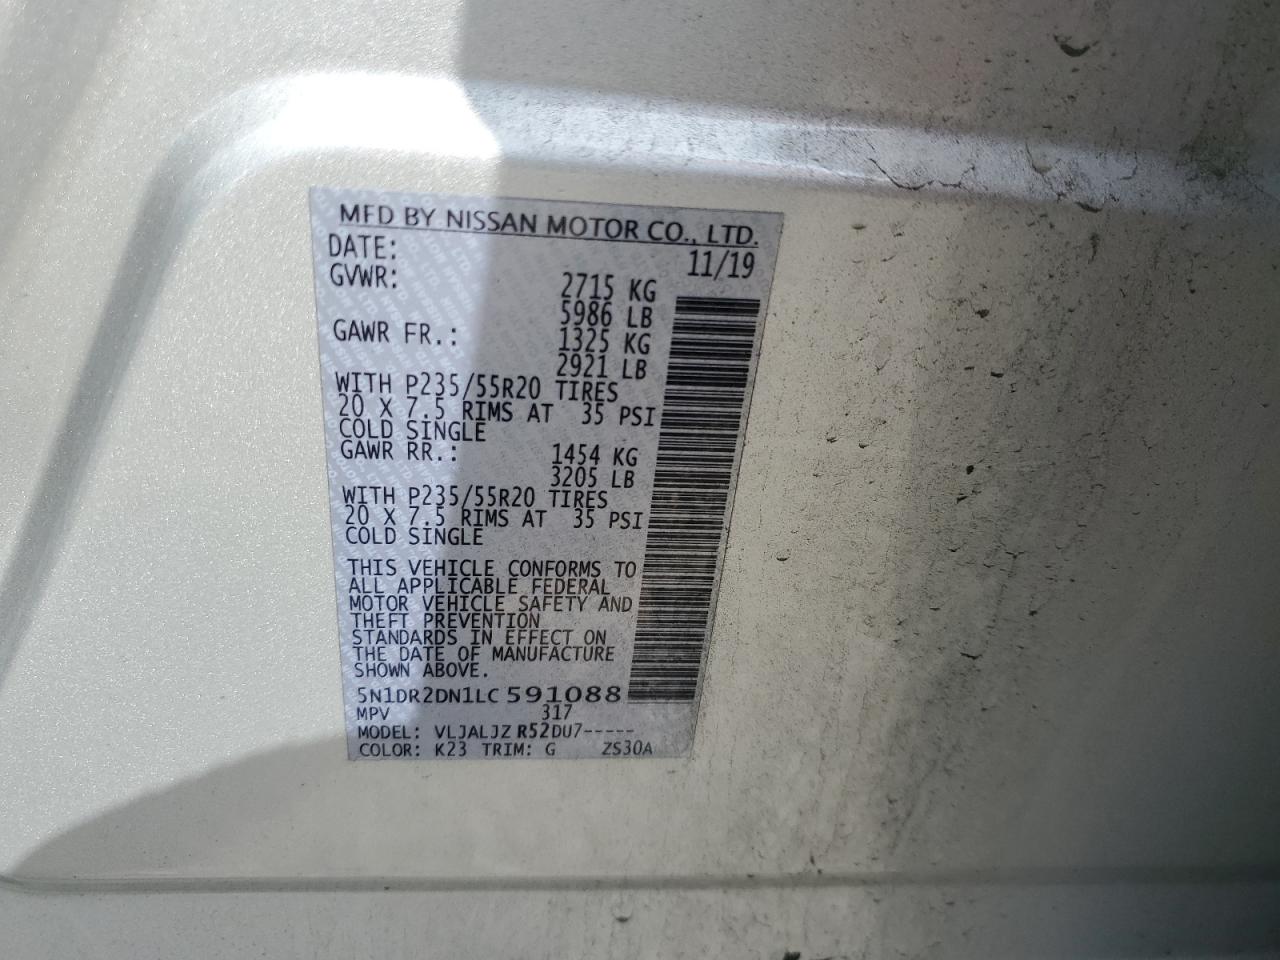 MFD BY NISSAN MOTOR CO., LTD.
DATE: 11/19
GVWR: 2715 KG
5986 LB
GAWR FR.: 1325 KG
2921 LB
WITH P235/55R20 TIRES
20 X 7.5 RIMS AT 35 PSI
COLD SINGLE
GAWR RR.: 1454 KG
3205 LB
WITH P235/55R20 TIRES
20 X 7.5 RIMS AT 35 PSI
COLD SINGLE
THIS VEHICLE CONFORMS TO
ALL APPLICABLE FEDERAL
MOTOR VEHICLE SAFETY AND
THEFT PREVENTION
STANDARDS IN EFFECT ON
THE DATE OF MANUFACTURE
SHOWN ABOVE.
5N1DR2DN1LC591088
MPV 317
MODEL: VLJALJZ R52DU7-----
COLOR: K23 TRIM: G ZS30A